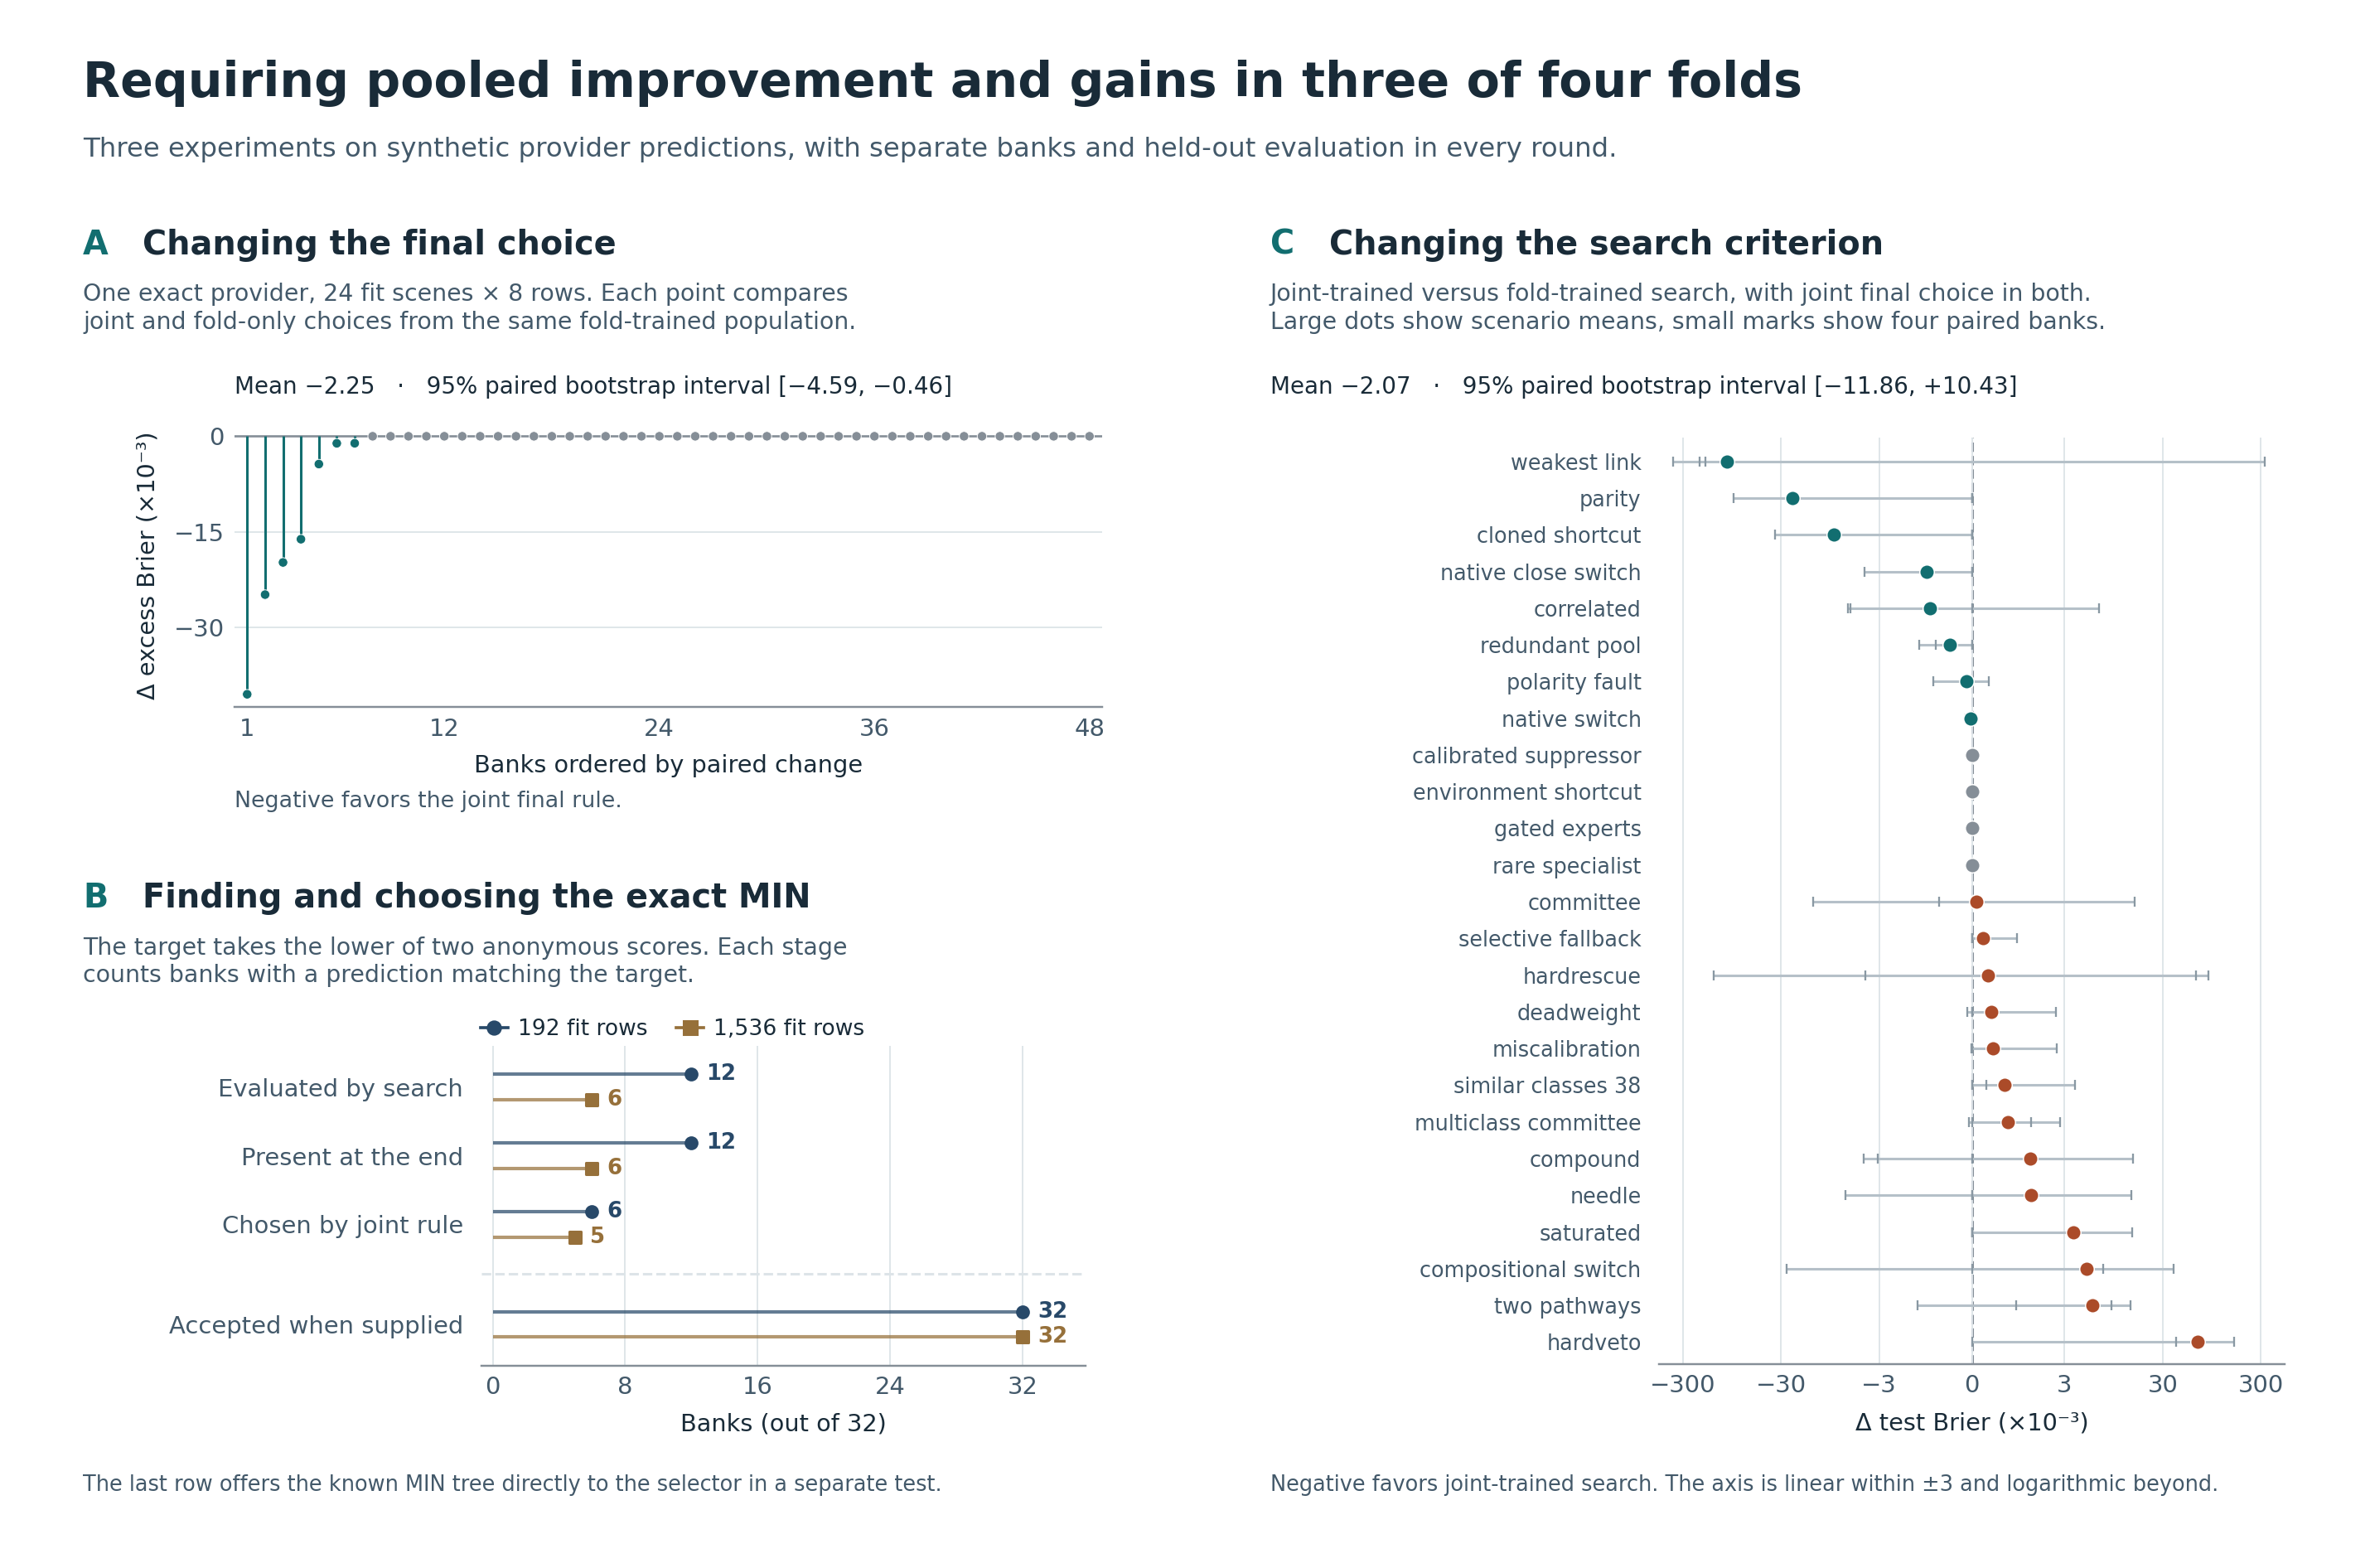 Requiring pooled improvement and gains in three of four folds
Three experiments on synthetic provider predictions, with separate banks and held-out evaluation in every round.
A Changing the final choice
One exact provider, 24 fit scenes × 8 rows. Each point compares
joint and fold-only choices from the same fold-trained population.
Mean −2.25 · 95% paired bootstrap interval [−4.59, −0.46]
Δ excess Brier (×10⁻³)
0
−15
−30
1 12 24 36 48
Banks ordered by paired change
Negative favors the joint final rule.
B Finding and choosing the exact MIN
The target takes the lower of two anonymous scores. Each stage
counts banks with a prediction matching the target.
192 fit rows 1,536 fit rows
Evaluated by search 12
6
Present at the end 12
6
Chosen by joint rule 6
5
Accepted when supplied 32
32
0 8 16 24 32
Banks (out of 32)
The last row offers the known MIN tree directly to the selector in a separate test.
C Changing the search criterion
Joint-trained versus fold-trained search, with joint final choice in both.
Large dots show scenario means, small marks show four paired banks.
Mean −2.07 · 95% paired bootstrap interval [−11.86, +10.43]
weakest link
parity
cloned shortcut
native close switch
correlated
redundant pool
polarity fault
native switch
calibrated suppressor
environment shortcut
gated experts
rare specialist
committee
selective fallback
hardrescue
deadweight
miscalibration
similar classes 38
multiclass committee
compound
needle
saturated
compositional switch
two pathways
hardveto
−300 −30 −3 0 3 30 300
Δ test Brier (×10⁻³)
Negative favors joint-trained search. The axis is linear within ±3 and logarithmic beyond.